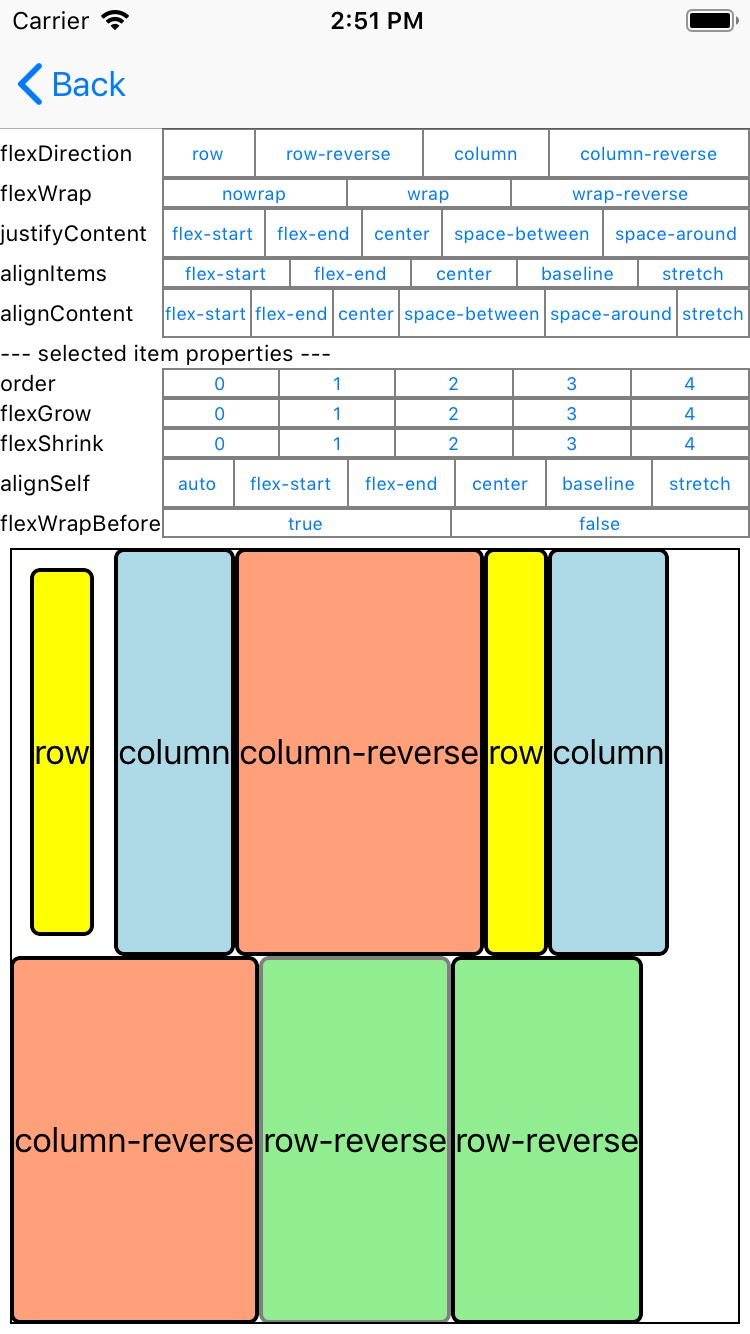 Carrier 2:51 PM
Back
flexDirection row row-reverse column column-reverse
flexWrap nowrap wrap wrap-reverse
justifyContent flex-start flex-end center space-between space-around
alignItems flex-start flex-end center baseline stretch
alignContent flex-start flex-end center space-between space-around stretch
--- selected item properties ---
order 0 1 2 3 4
flexGrow 0 1 2 3 4
flexShrink 0 1 2 3 4
alignSelf auto flex-start flex-end center baseline stretch
flexWrapBefore true false
row column column-reverse row column
column-reverse row-reverse row-reverse